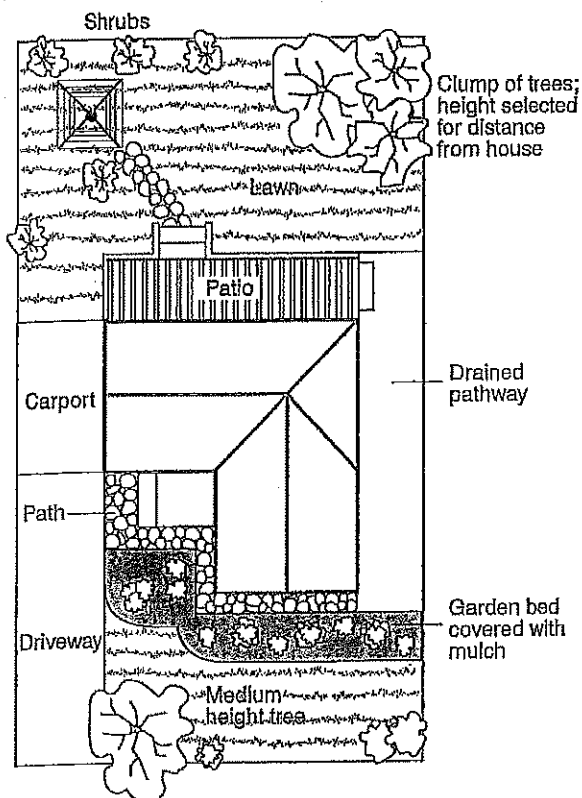 Shrubs
Clump of trees;
height selected
for distance
from house
Lawn
Patio
Carport
Drained
pathway
Path
Driveway
Garden bed
covered with
mulch
Medium
height tree